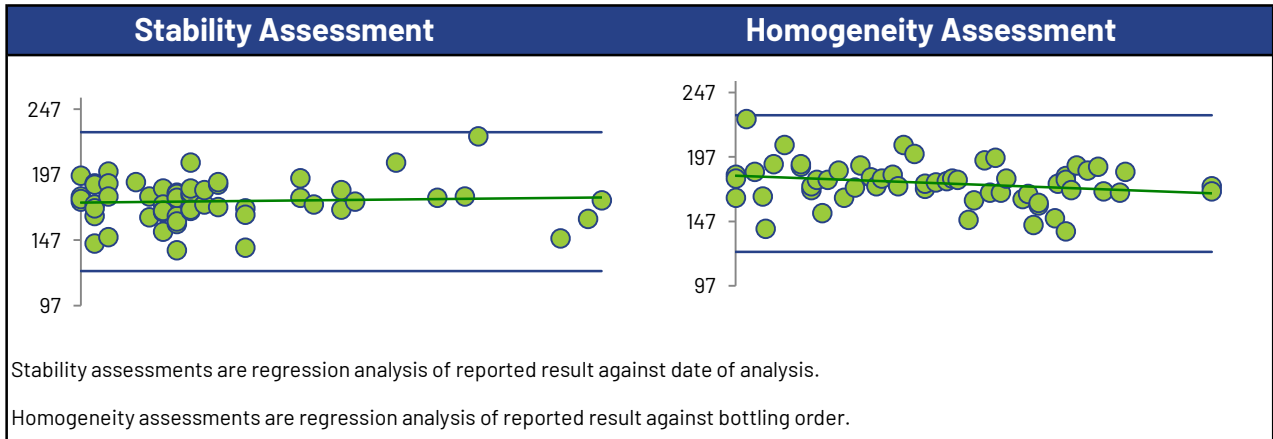 Stability Assessment
Homogeneity Assessment
247
197
147
97
247
197
147
97
Stability assessments are regression analysis of reported result against date of analysis.
Homogeneity assessments are regression analysis of reported result against bottling order.